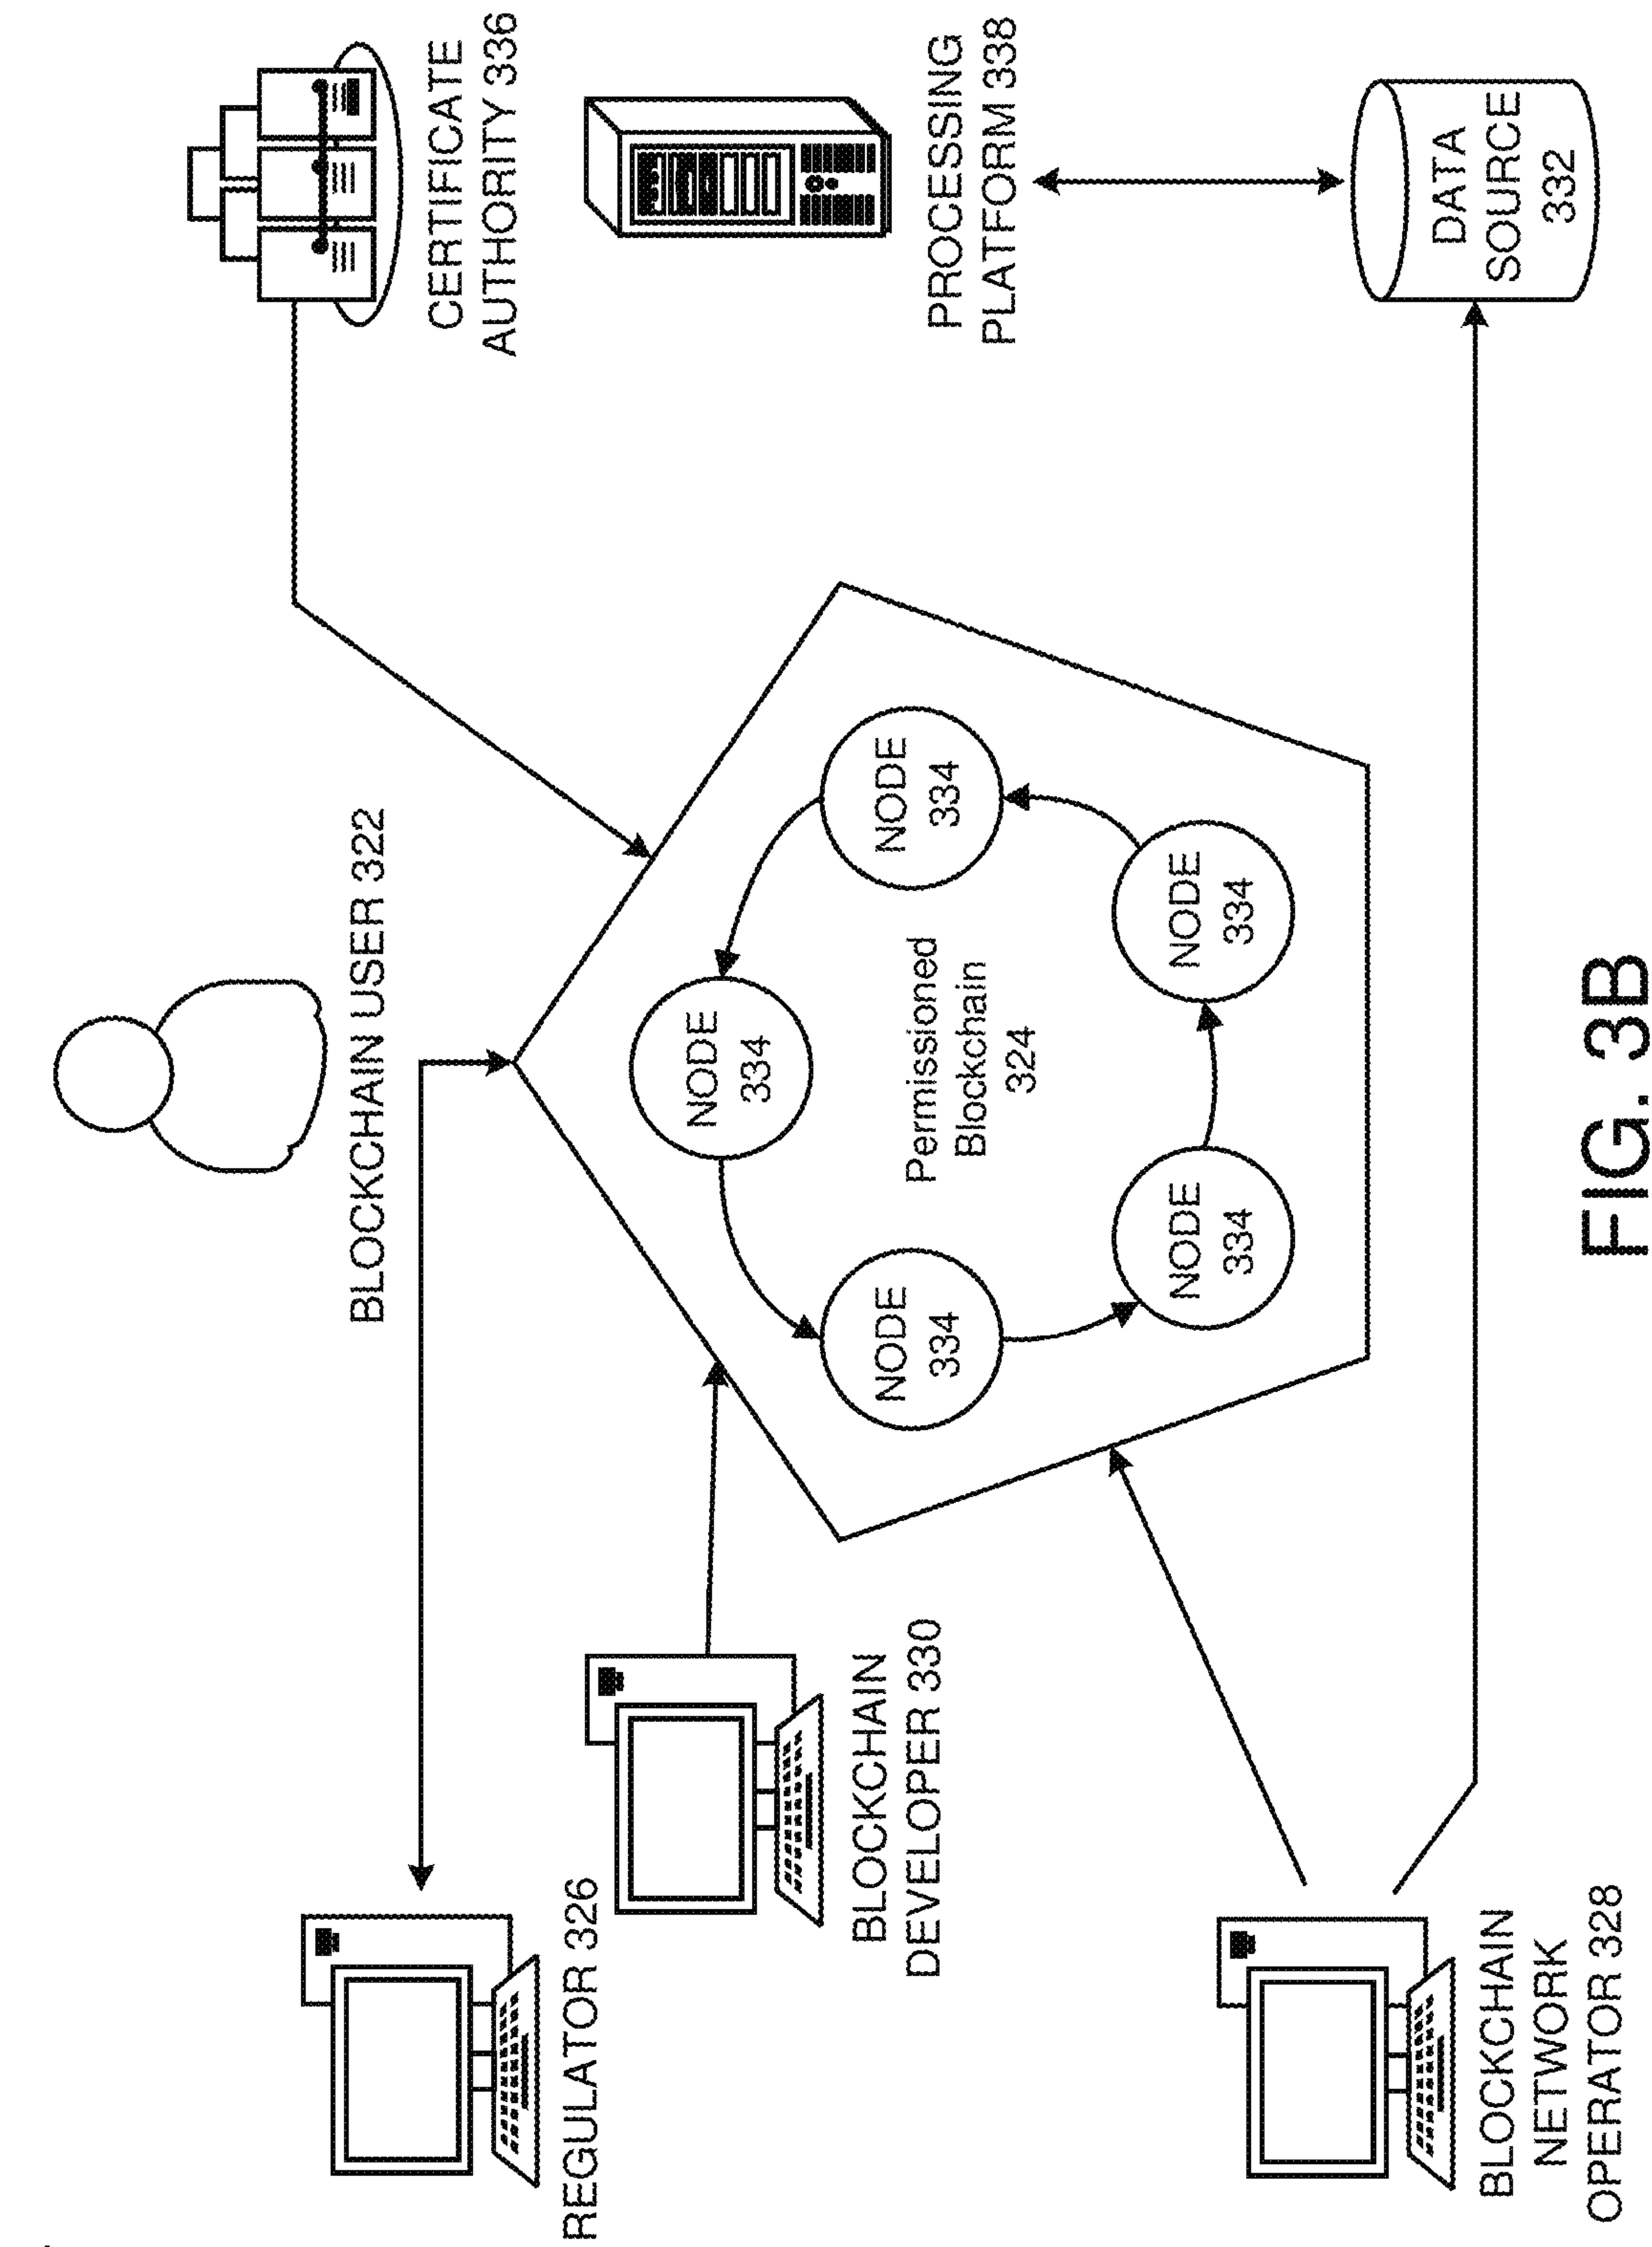 BLOCKCHAIN USER 322
CERTIFICATE
AUTHORITY 336
REGULATOR 326
BLOCKCHAIN
DEVELOPER 330
NODE
334
NODE
334
NODE
334
Permissioned
Blockchain
324
NODE
334
NODE
334
PROCESSING
PLATFORM 338
BLOCKCHAIN
NETWORK
OPERATOR 328
DATA
SOURCE
332
FIG. 3B